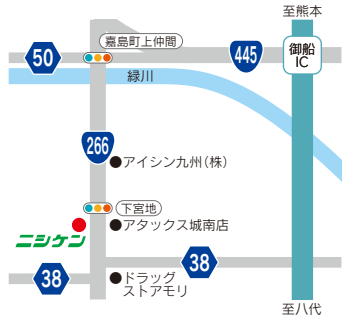 至熊本
嘉島町上仲間
50
445
御船
IC
緑川
266
アイシン九州(株)
下宮地
アタックス城南店
ニシケン
38
38
ドラッグ
ストアモリ
至八代